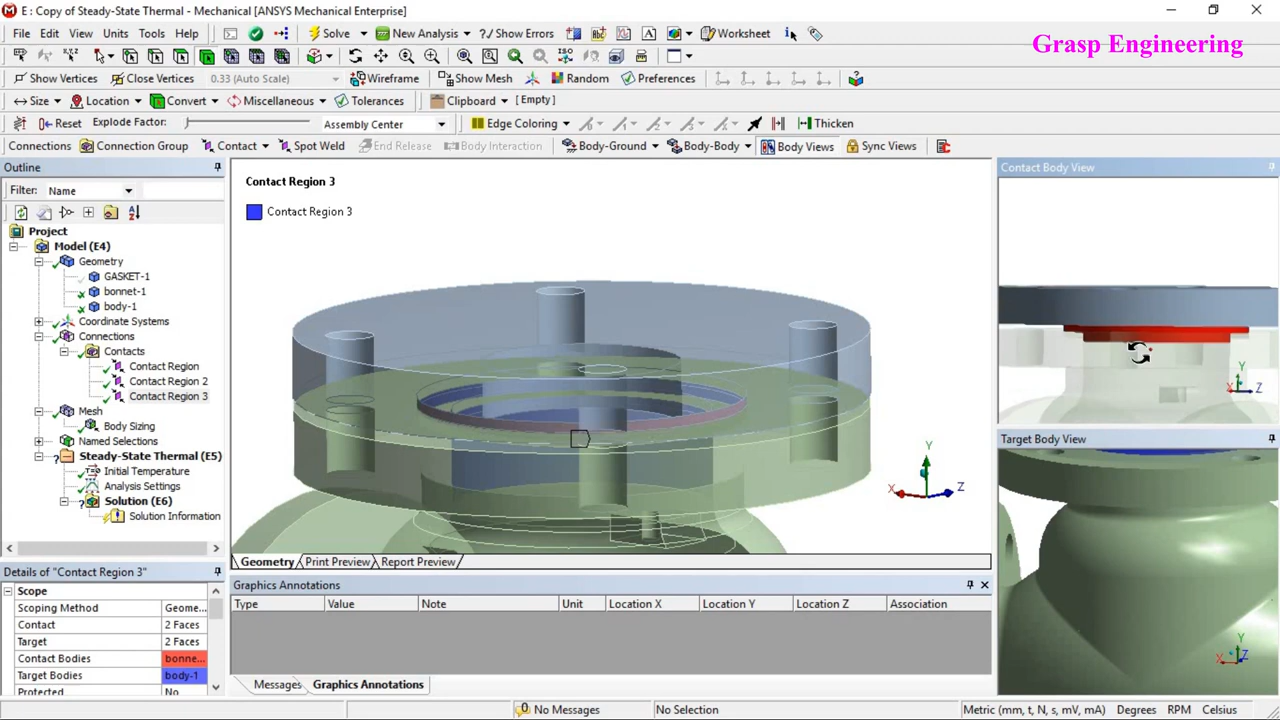 E : Copy of Steady-State Thermal - Mechanical [ANSYS Mechanical Enterprise]
File Edit View Units Tools Help Solve New Analysis ?/ Show Errors Worksheet
Grasp Engineering
Show Vertices Close Vertices 0.33 (Auto Scale) Wireframe Show Mesh Random Preferences
Size Location Convert Miscellaneous Tolerances Clipboard [Empty]
Reset Explode Factor: Assembly Center Edge Coloring Thicken
Connections Connection Group Contact Spot Weld End Release Body Interaction Body-Ground Body-Body Body Views Sync Views
Outline
Filter: Name
Project
Model (E4)
Geometry
GASKET-1
bonnet-1
body-1
Coordinate Systems
Connections
Contacts
Contact Region
Contact Region 2
Contact Region 3
Mesh
Body Sizing
Named Selections
Steady-State Thermal (E5)
Initial Temperature
Analysis Settings
Solution (E6)
Solution Information
Details of "Contact Region 3"
Scope
Scoping Method Geome...
Contact 2 Faces
Target 2 Faces
Contact Bodies bonne...
Target Bodies body-1
Protected No
Contact Region 3
Contact Region 3
Y
X
Z
Geometry Print Preview Report Preview
Graphics Annotations
Type Value Note Unit Location X Location Y Location Z Association
Messages Graphics Annotations
Contact Body View
Y
X
Z
Target Body View
Y
X
Z
0 No Messages No Selection Metric (mm, t, N, s, mV, mA) Degrees RPM Celsius